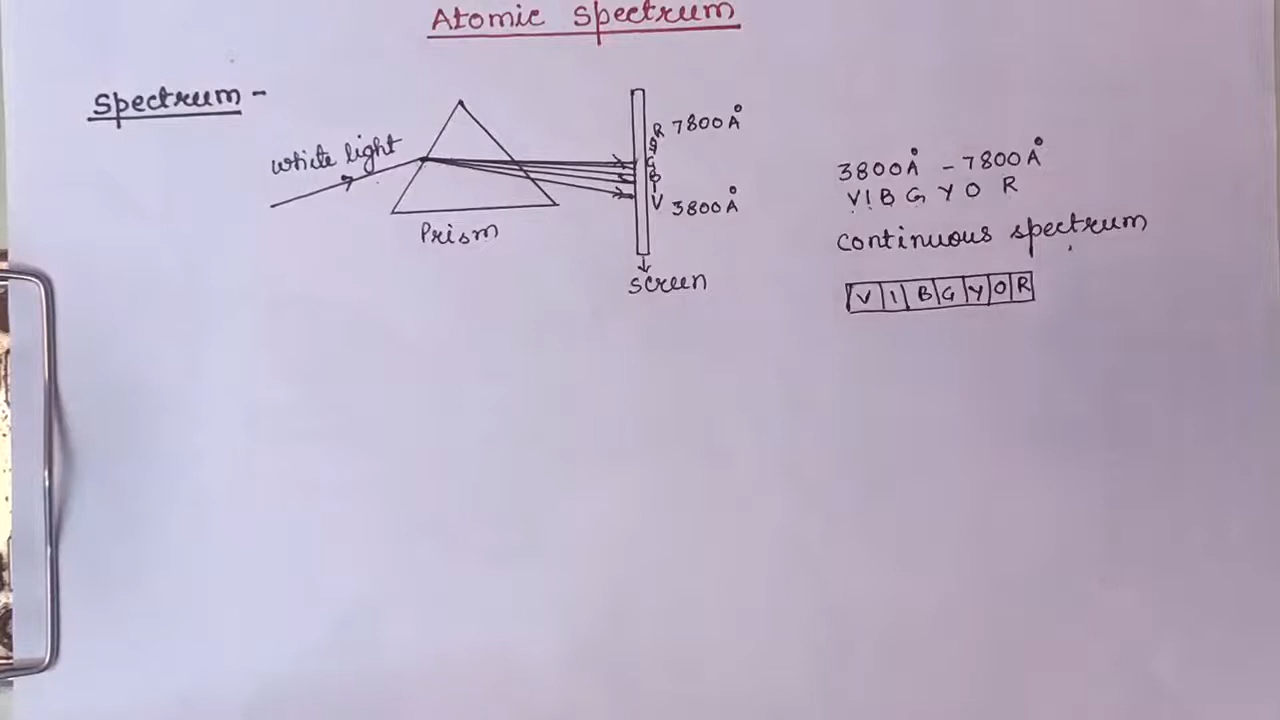 Atomic Spectrum
Spectrum -
white light
Prism
R 7800 Å
V 3800 Å
Screen
3800 Å - 7800 Å
V I B G Y O R
Continuous spectrum
V I B G Y O R